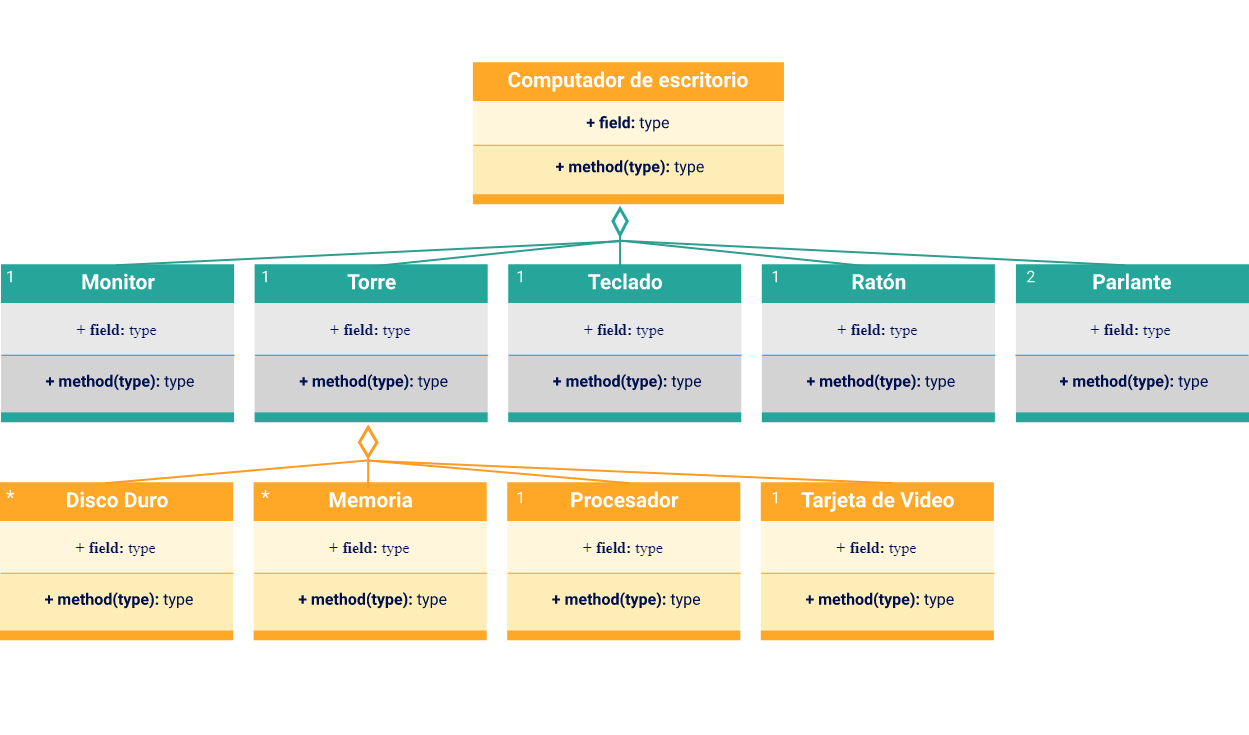 Computador de escritorio
+ field: type
+ method(type): type
1 Monitor
+ field: type
+ method(type): type
1 Torre
+ field: type
+ method(type): type
1 Teclado
+ field: type
+ method(type): type
1 Ratón
+ field: type
+ method(type): type
2 Parlante
+ field: type
+ method(type): type
* Disco Duro
+ field: type
+ method(type): type
* Memoria
+ field: type
+ method(type): type
1 Procesador
+ field: type
+ method(type): type
1 Tarjeta de Video
+ field: type
+ method(type): type